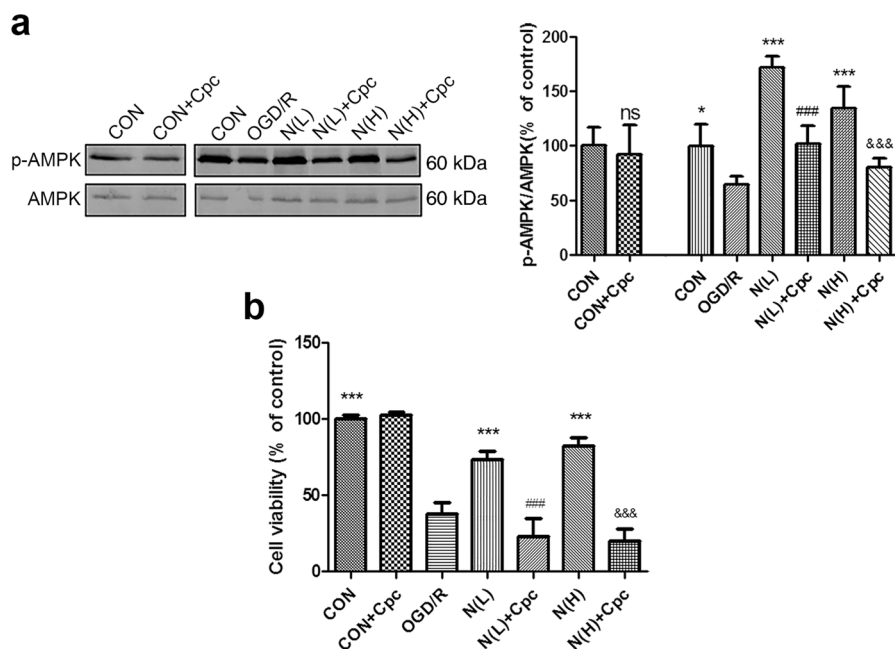 a
CON
CON+Cpc
CON
OGD/R
N(L)
N(L)+Cpc
N(H)
N(H)+Cpc
p-AMPK
60 kDa
AMPK
60 kDa
p-AMPK/AMPK(% of control)
200
150
100
50
0
ns
*
***
###
***
&&&
CON
CON+Cpc
CON
OGD/R
N(L)
N(L)+Cpc
N(H)
N(H)+Cpc
b
Cell viability (% of control)
150
100
50
0
***
***
###
***
&&&
CON
CON+Cpc
OGD/R
N(L)
N(L)+Cpc
N(H)
N(H)+Cpc